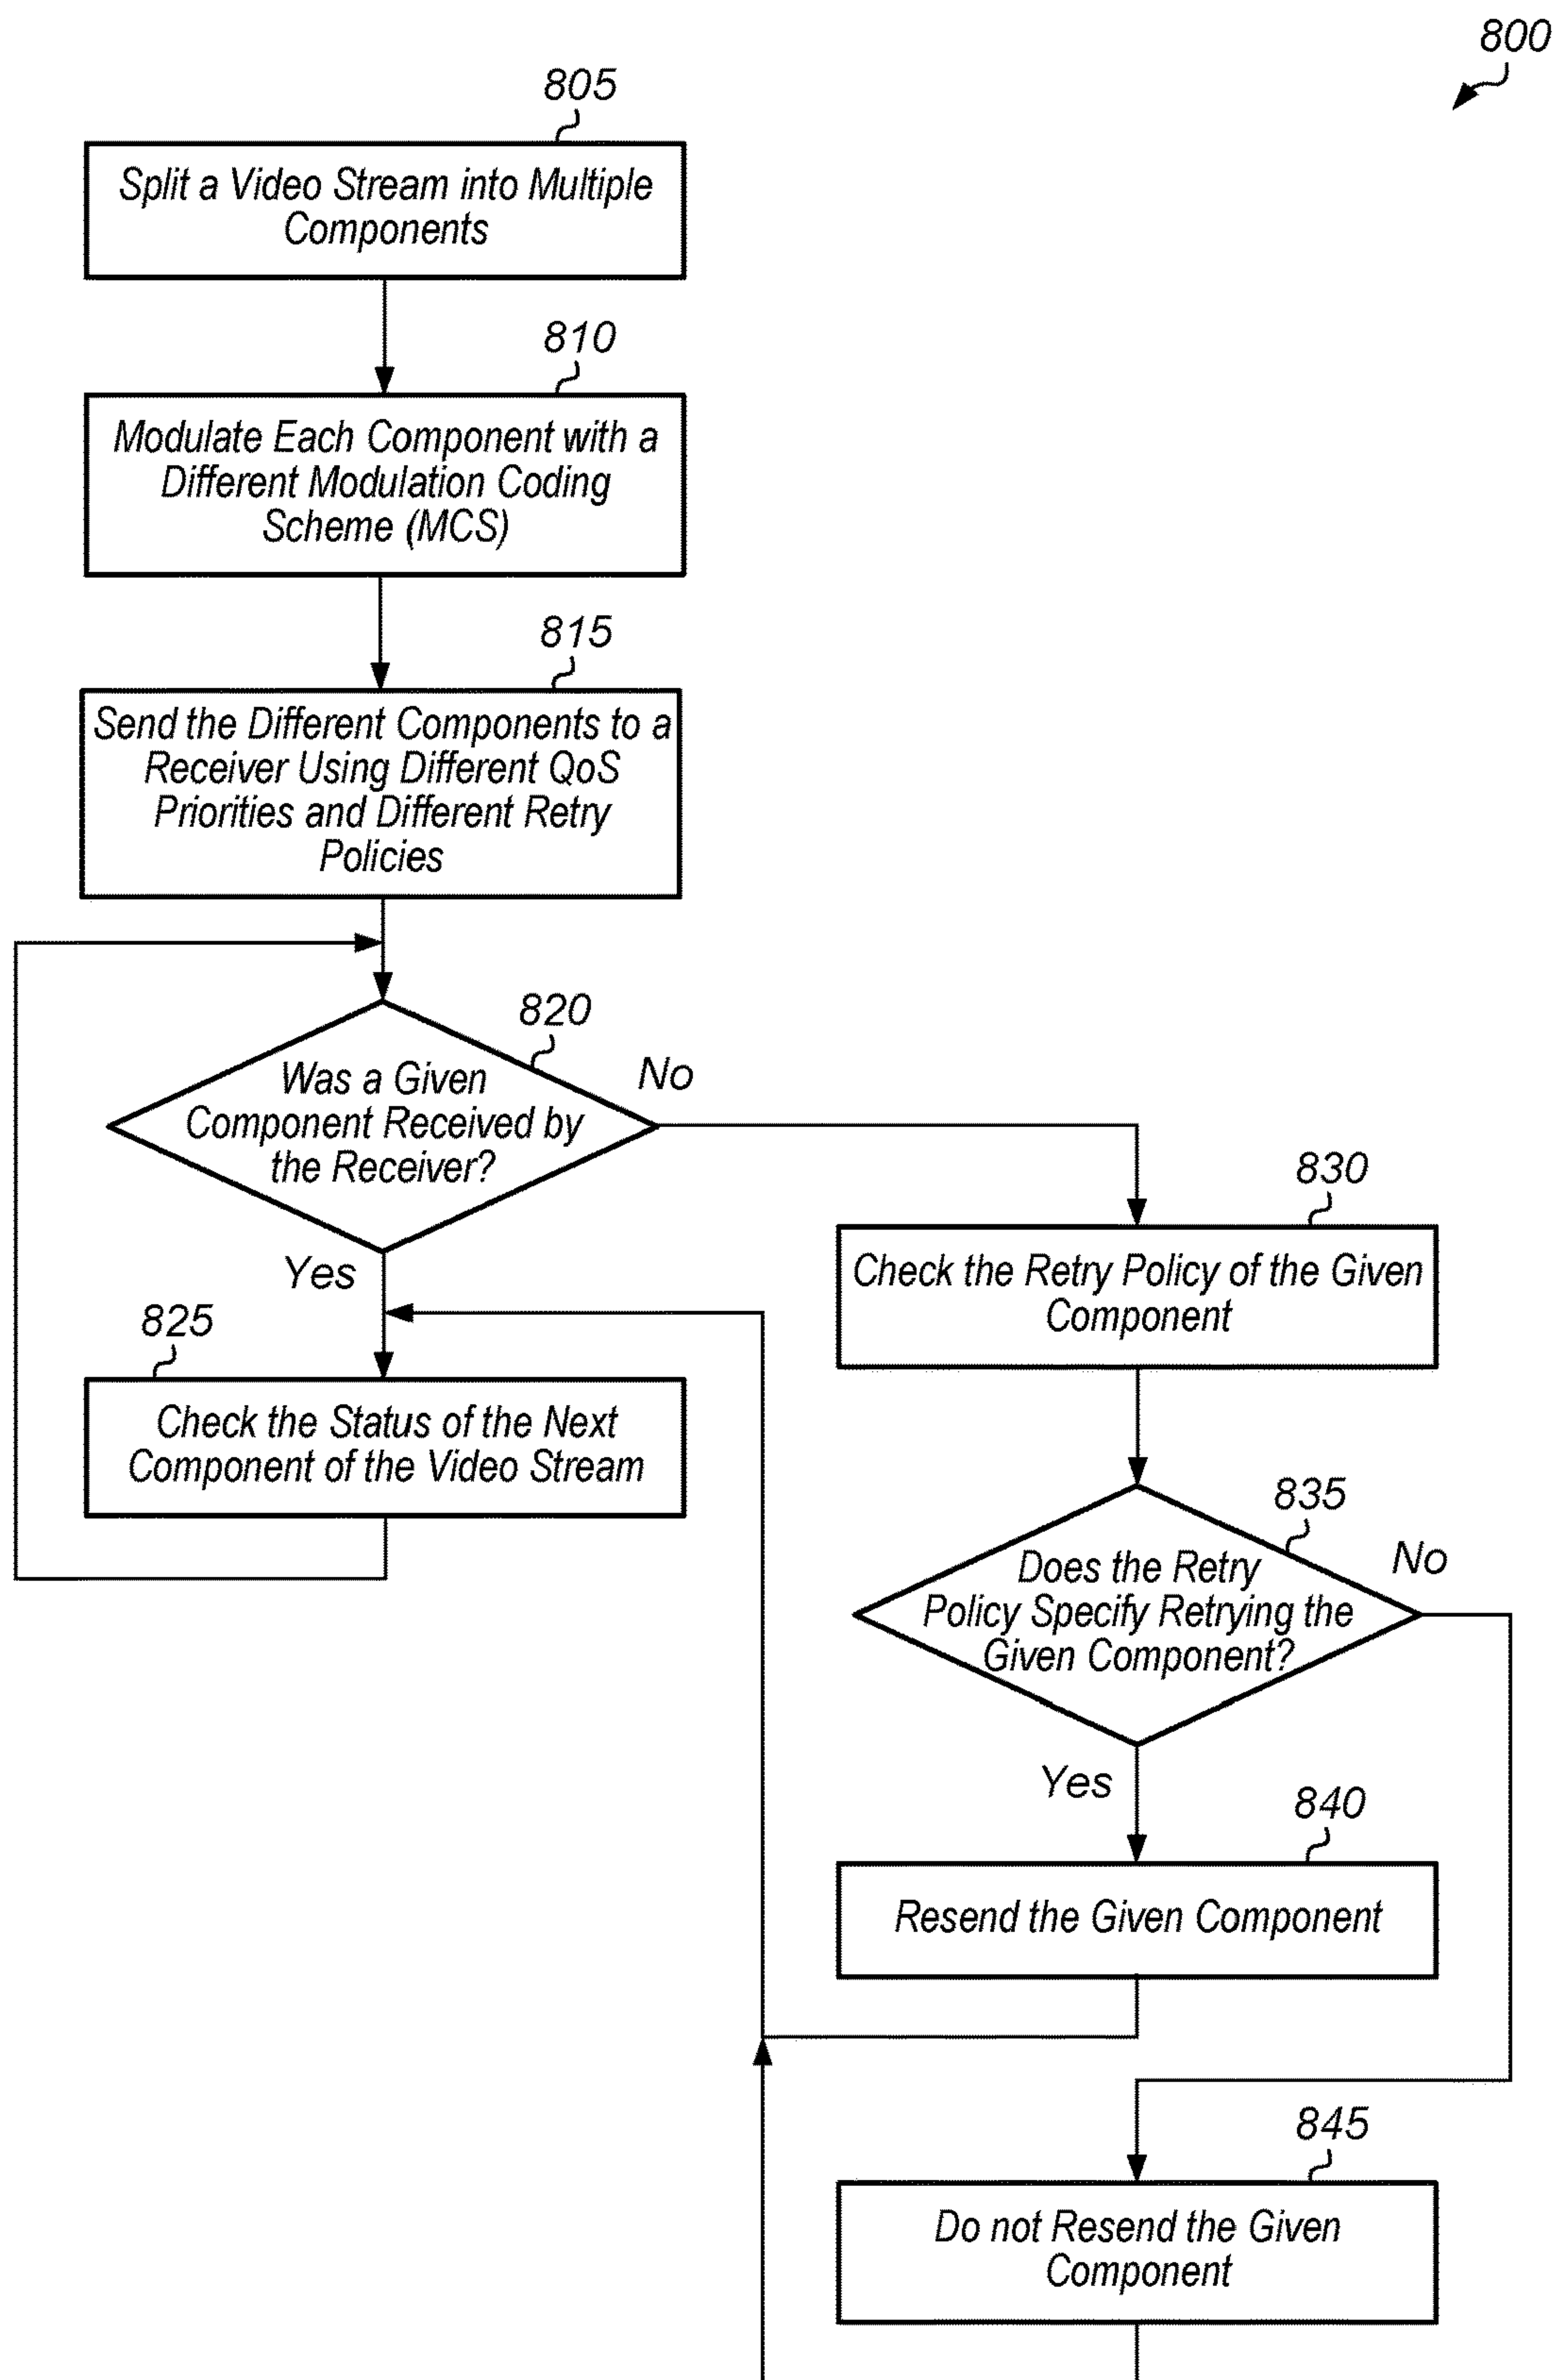 800
805
Split a Video Stream into Multiple
Components
810
Modulate Each Component with a
Different Modulation Coding
Scheme (MCS)
815
Send the Different Components to a
Receiver Using Different QoS
Priorities and Different Retry
Policies
820
Was a Given
Component Received by
the Receiver?
No
Yes
825
Check the Status of the Next
Component of the Video Stream
830
Check the Retry Policy of the Given
Component
835
Does the Retry
Policy Specify Retrying the
Given Component?
No
Yes
840
Resend the Given Component
845
Do not Resend the Given
Component